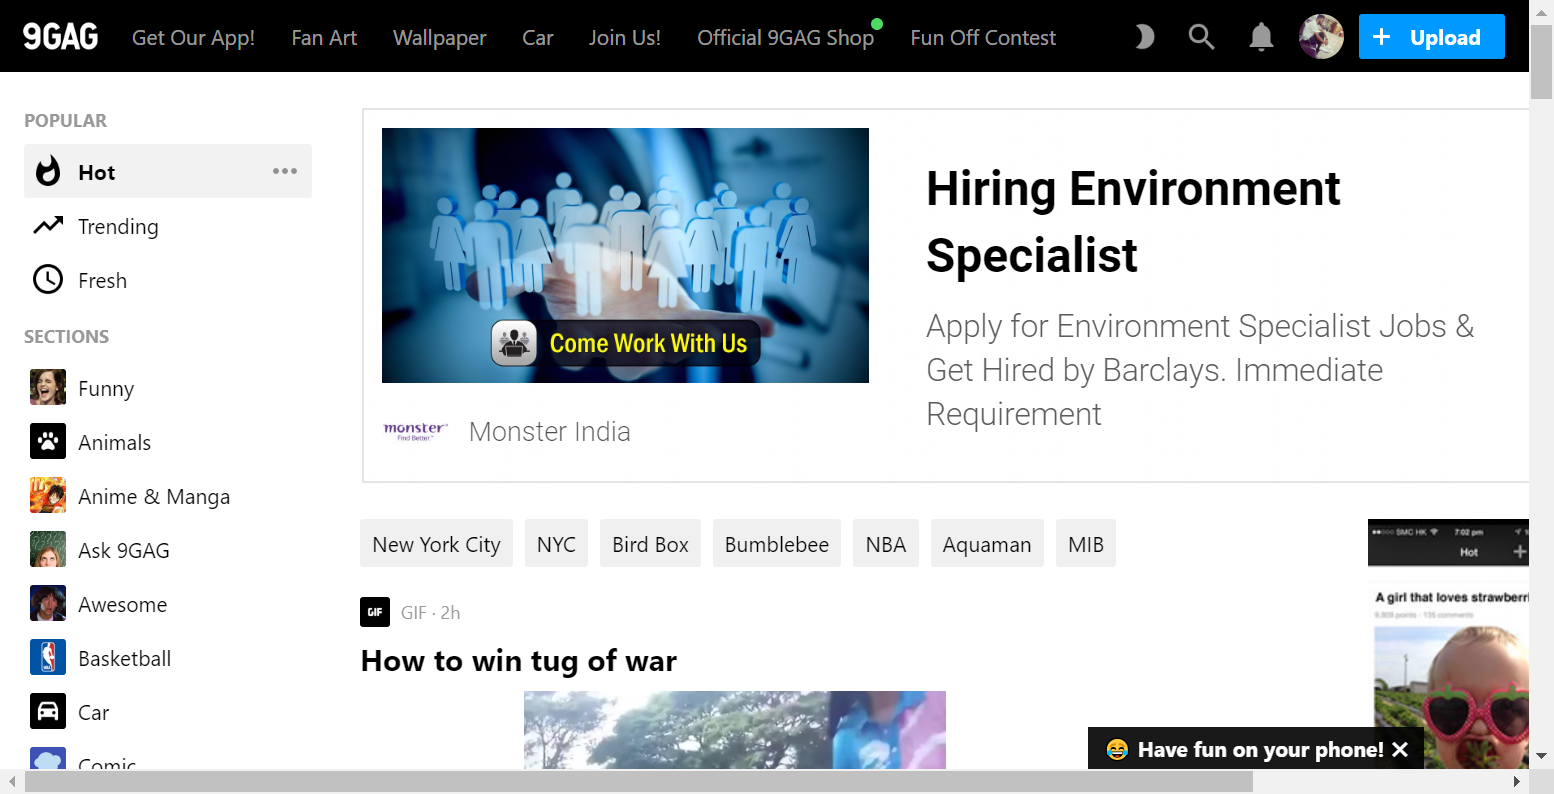 9GAG
Get Our App!
Fan Art
Wallpaper
Car
Join Us!
Official 9GAG Shop
Fun Off Contest
+ Upload
POPULAR
Hot
Trending
Fresh
SECTIONS
Funny
Animals
Anime & Manga
Ask 9GAG
Awesome
Basketball
Car
Comic
Come Work With Us
monster
Find Better.™
Monster India
Hiring Environment
Specialist
Apply for Environment Specialist Jobs &
Get Hired by Barclays. Immediate
Requirement
New York City
NYC
Bird Box
Bumblebee
NBA
Aquaman
MIB
GIF
GIF · 2h
How to win tug of war
SMC HK 7:02 pm
Hot
A girl that loves strawberri
points · comments
Have fun on your phone!